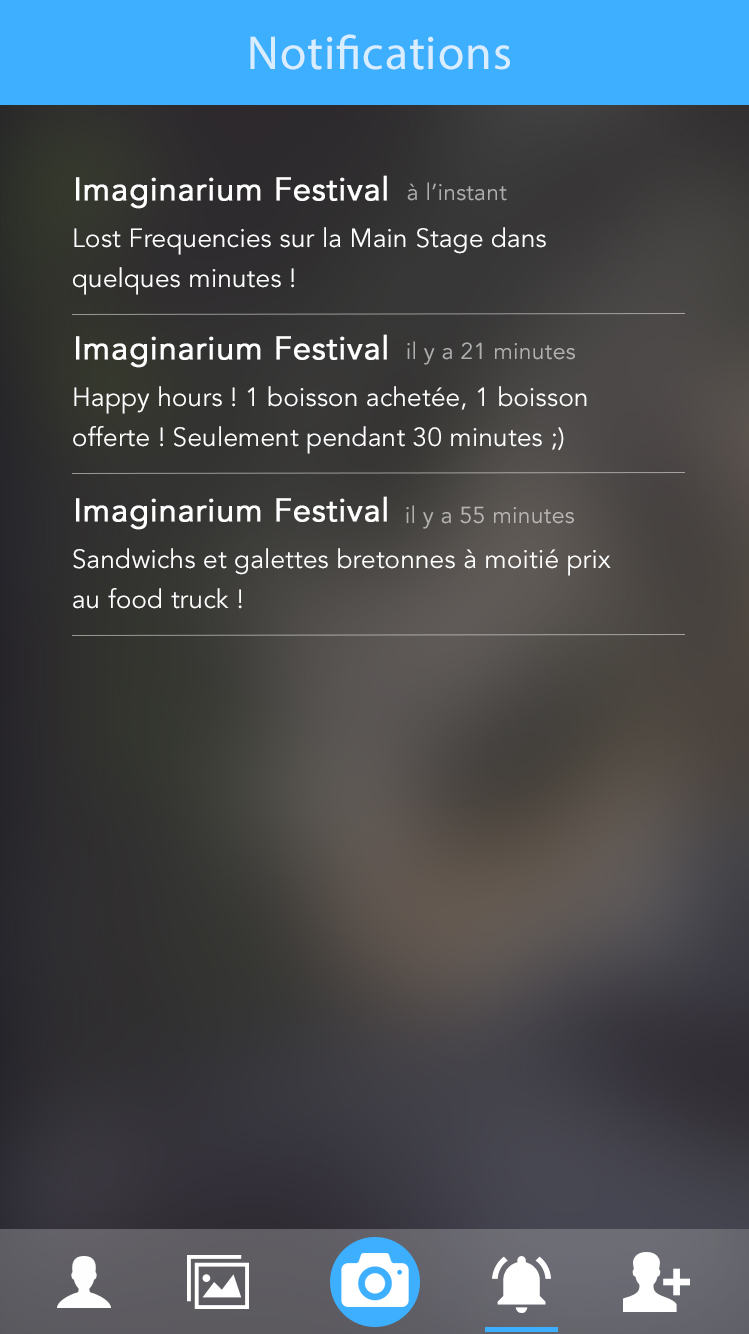 Notifications
Imaginarium Festival à l’instant
Lost Frequencies sur la Main Stage dans
quelques minutes !
Imaginarium Festival il y a 21 minutes
Happy hours ! 1 boisson achetée, 1 boisson
offerte ! Seulement pendant 30 minutes ;)
Imaginarium Festival il y a 55 minutes
Sandwichs et galettes bretonnes à moitié prix
au food truck !